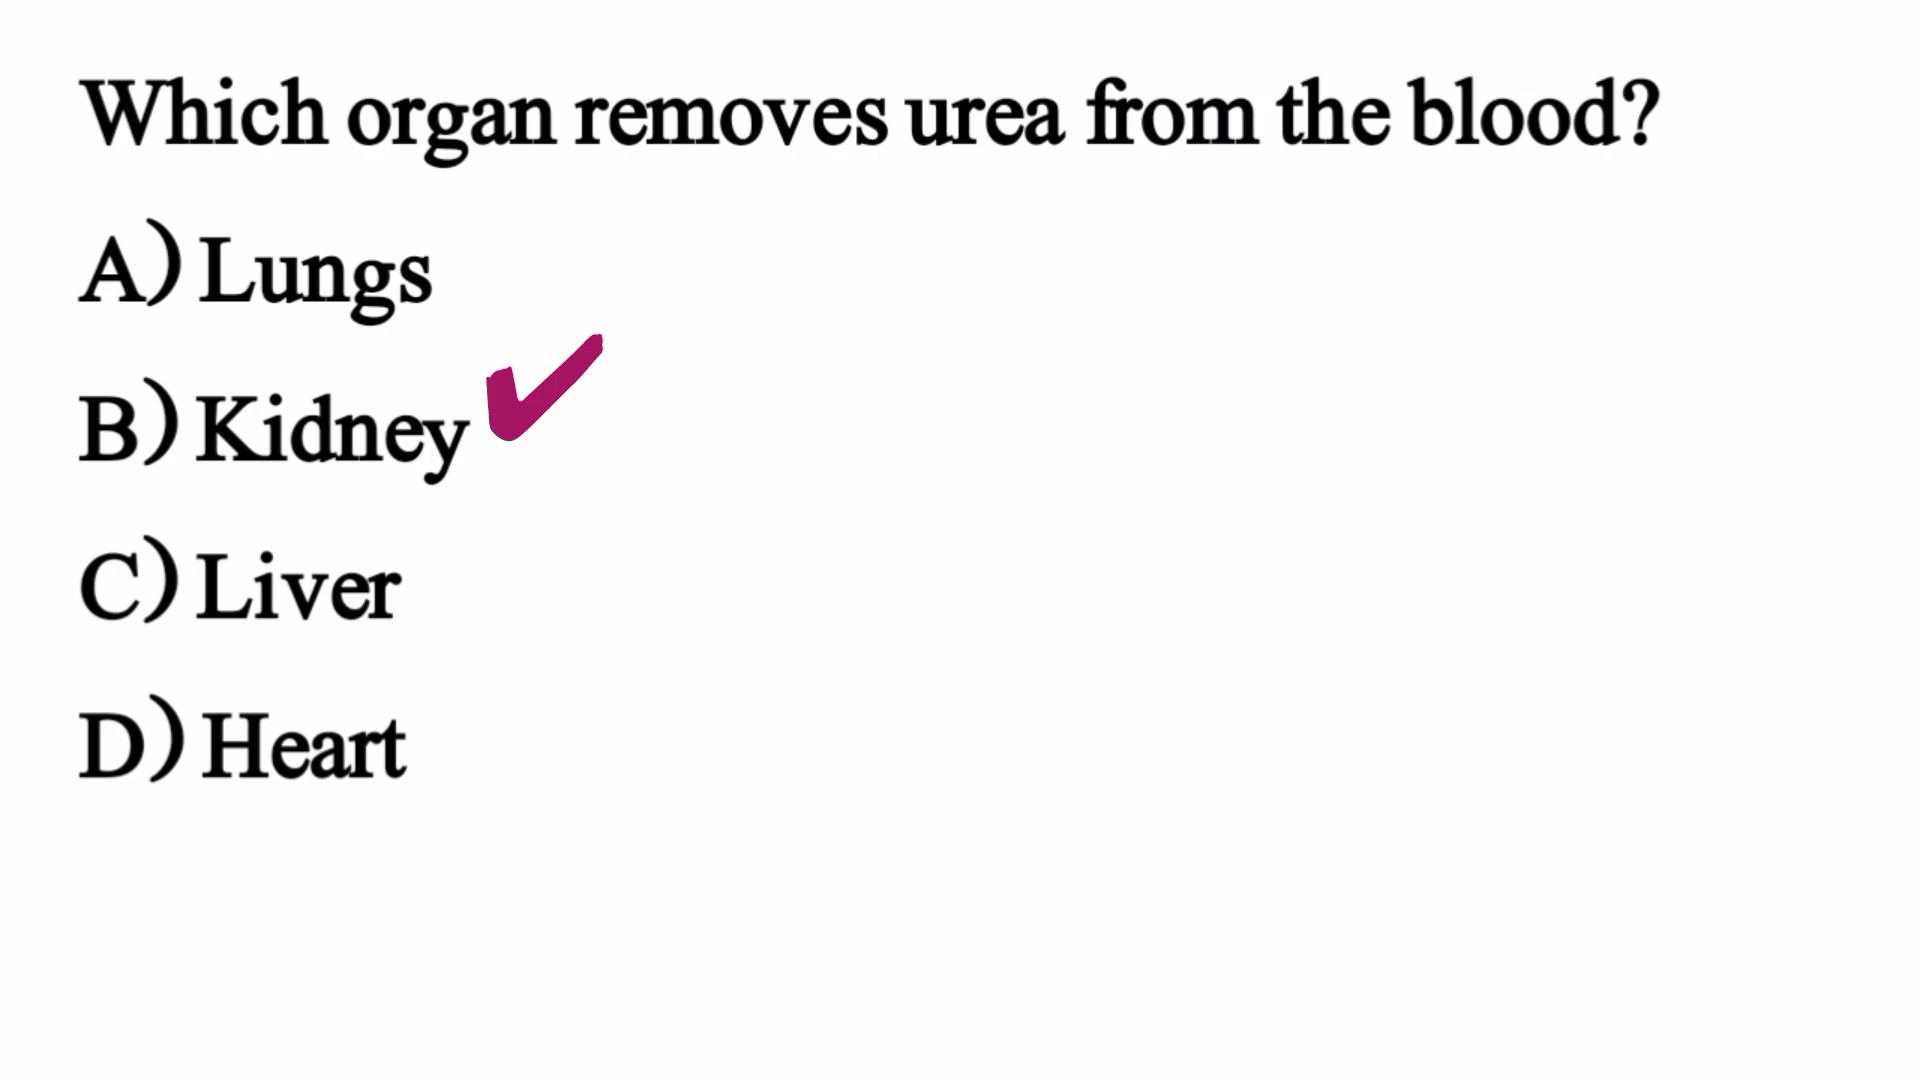 Which organ removes urea from the blood?
A) Lungs
B) Kidney
C) Liver
D) Heart